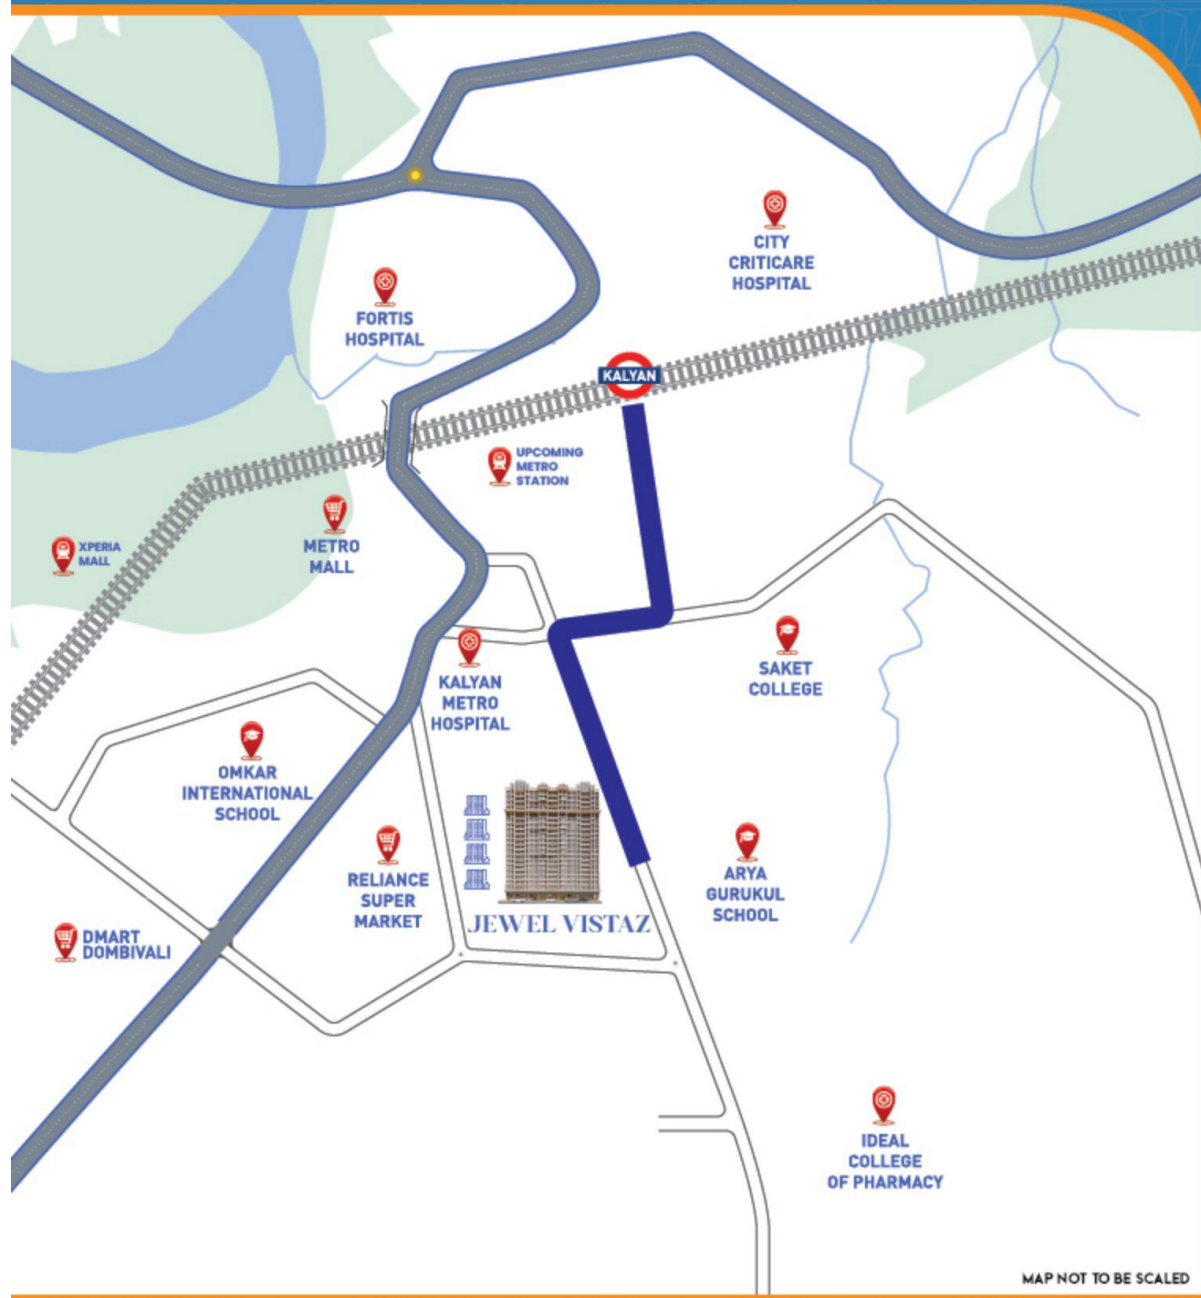 CITY
CRITICARE
HOSPITAL
FORTIS
HOSPITAL
KALYAN
UPCOMING
METRO
STATION
XPERIA
MALL
METRO
MALL
SAKET
COLLEGE
KALYAN
METRO
HOSPITAL
OMKAR
INTERNATIONAL
SCHOOL
RELIANCE
SUPER
MARKET
JEWEL VISTAZ
ARYA
GURUKUL
SCHOOL
DMART
DOMBIVALI
IDEAL
COLLEGE
OF PHARMACY
MAP NOT TO BE SCALED